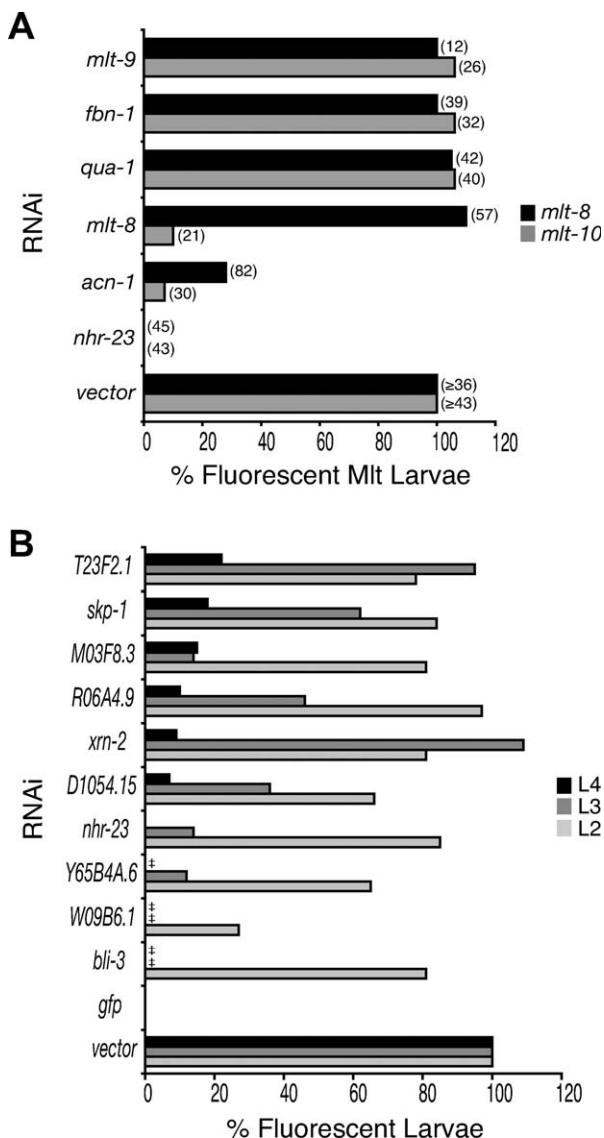 A
mlt-9
(12)
(26)
fbn-1
(39)
(32)
qua-1
(42)
(40)
mlt-8
(57)
(21)
acn-1
(82)
(30)
nhr-23
(45)
(43)
vector
(≥36)
(≥43)
RNAi
mlt-8
mlt-10
0 20 40 60 80 100 120
% Fluorescent Mlt Larvae
B
T23F2.1
skp-1
M03F8.3
R06A4.9
xrn-2
D1054.15
nhr-23
Y65B4A.6
‡
W09B6.1
‡
‡
bli-3
‡
‡
gfp
vector
RNAi
L4
L3
L2
0 20 40 60 80 100 120
% Fluorescent Larvae